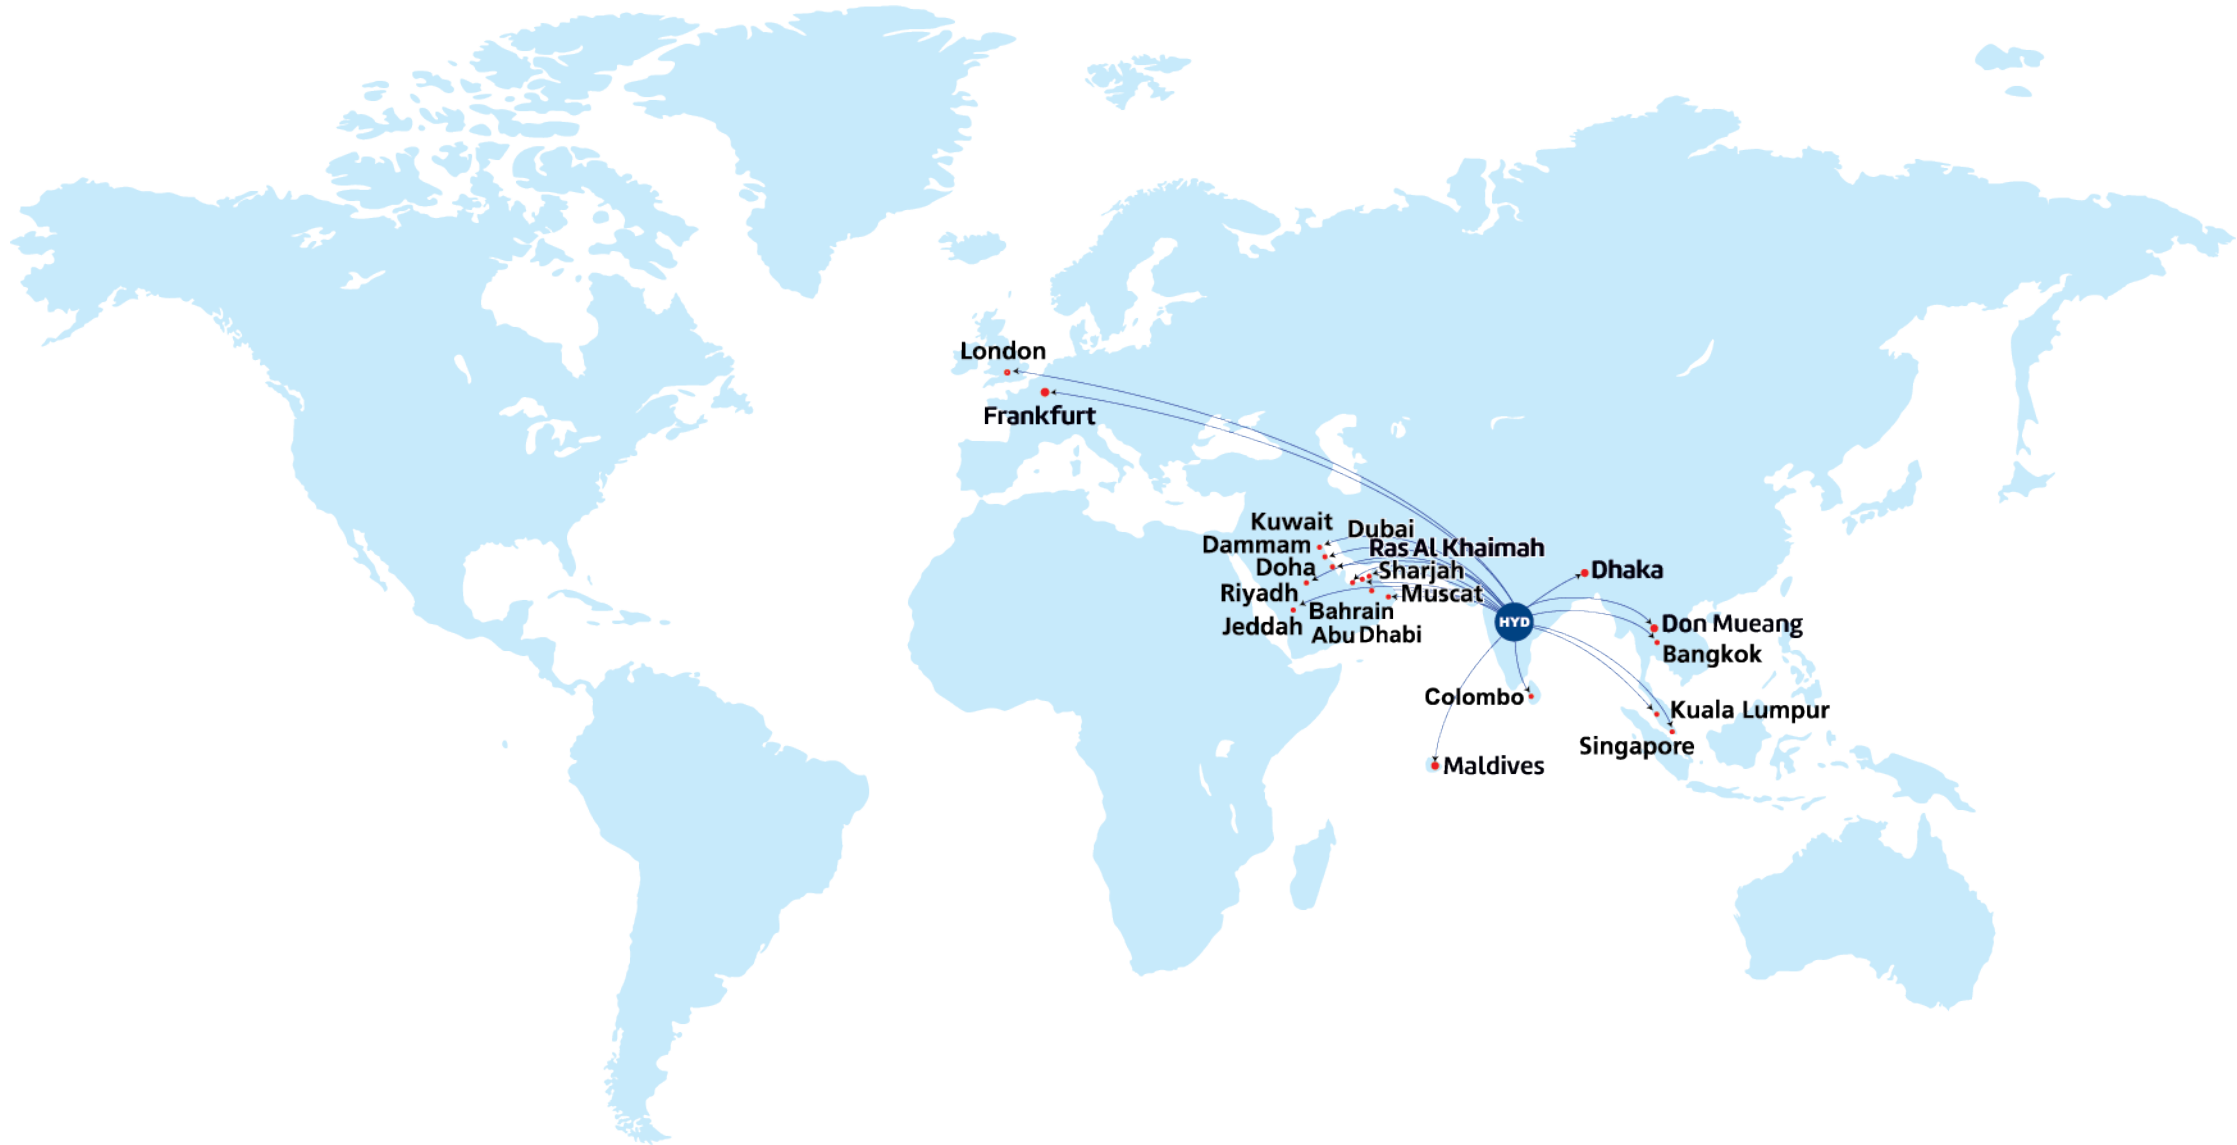 London
Frankfurt
Kuwait
Dubai
Dammam
Ras Al Khaimah
Doha
Sharjah
Riyadh
Muscat
Jeddah
Bahrain
Abu Dhabi
HYD
Dhaka
Don Mueang
Bangkok
Colombo
Kuala Lumpur
Singapore
Maldives